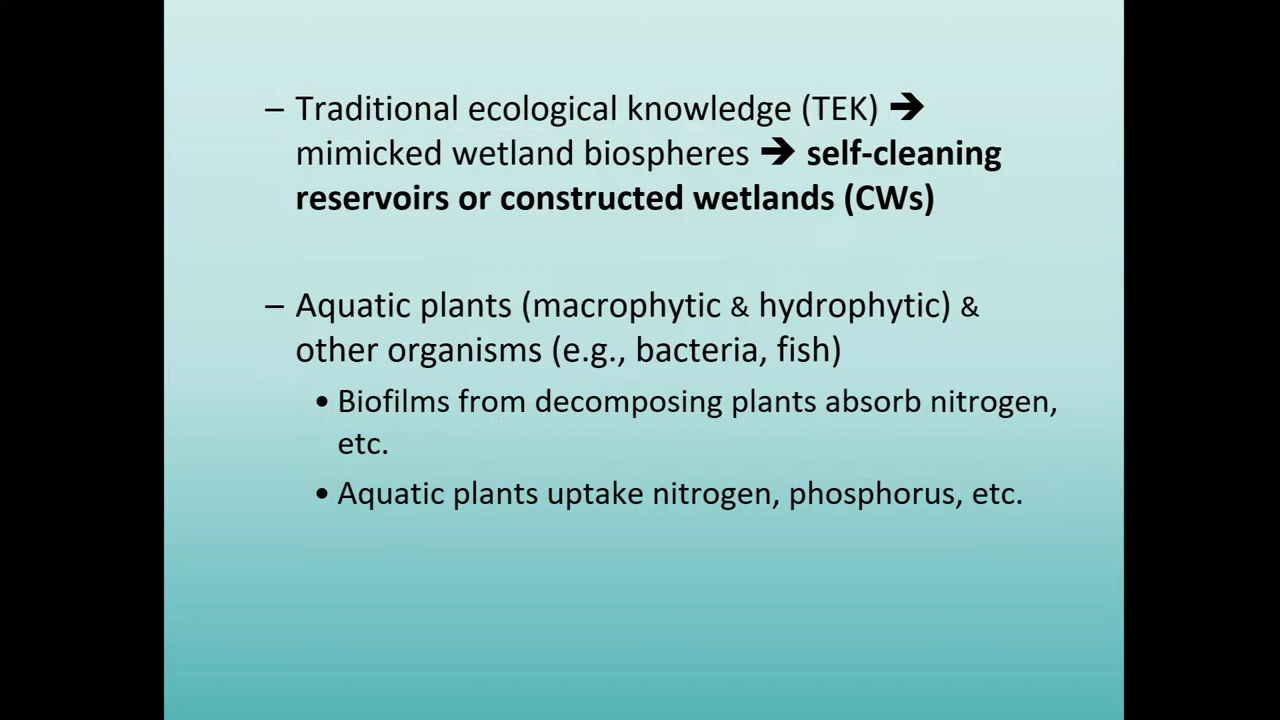 – Traditional ecological knowledge (TEK) ➔
mimicked wetland biospheres ➔ self-cleaning
reservoirs or constructed wetlands (CWs)
– Aquatic plants (macrophytic & hydrophytic) &
other organisms (e.g., bacteria, fish)
• Biofilms from decomposing plants absorb nitrogen,
etc.
• Aquatic plants uptake nitrogen, phosphorus, etc.